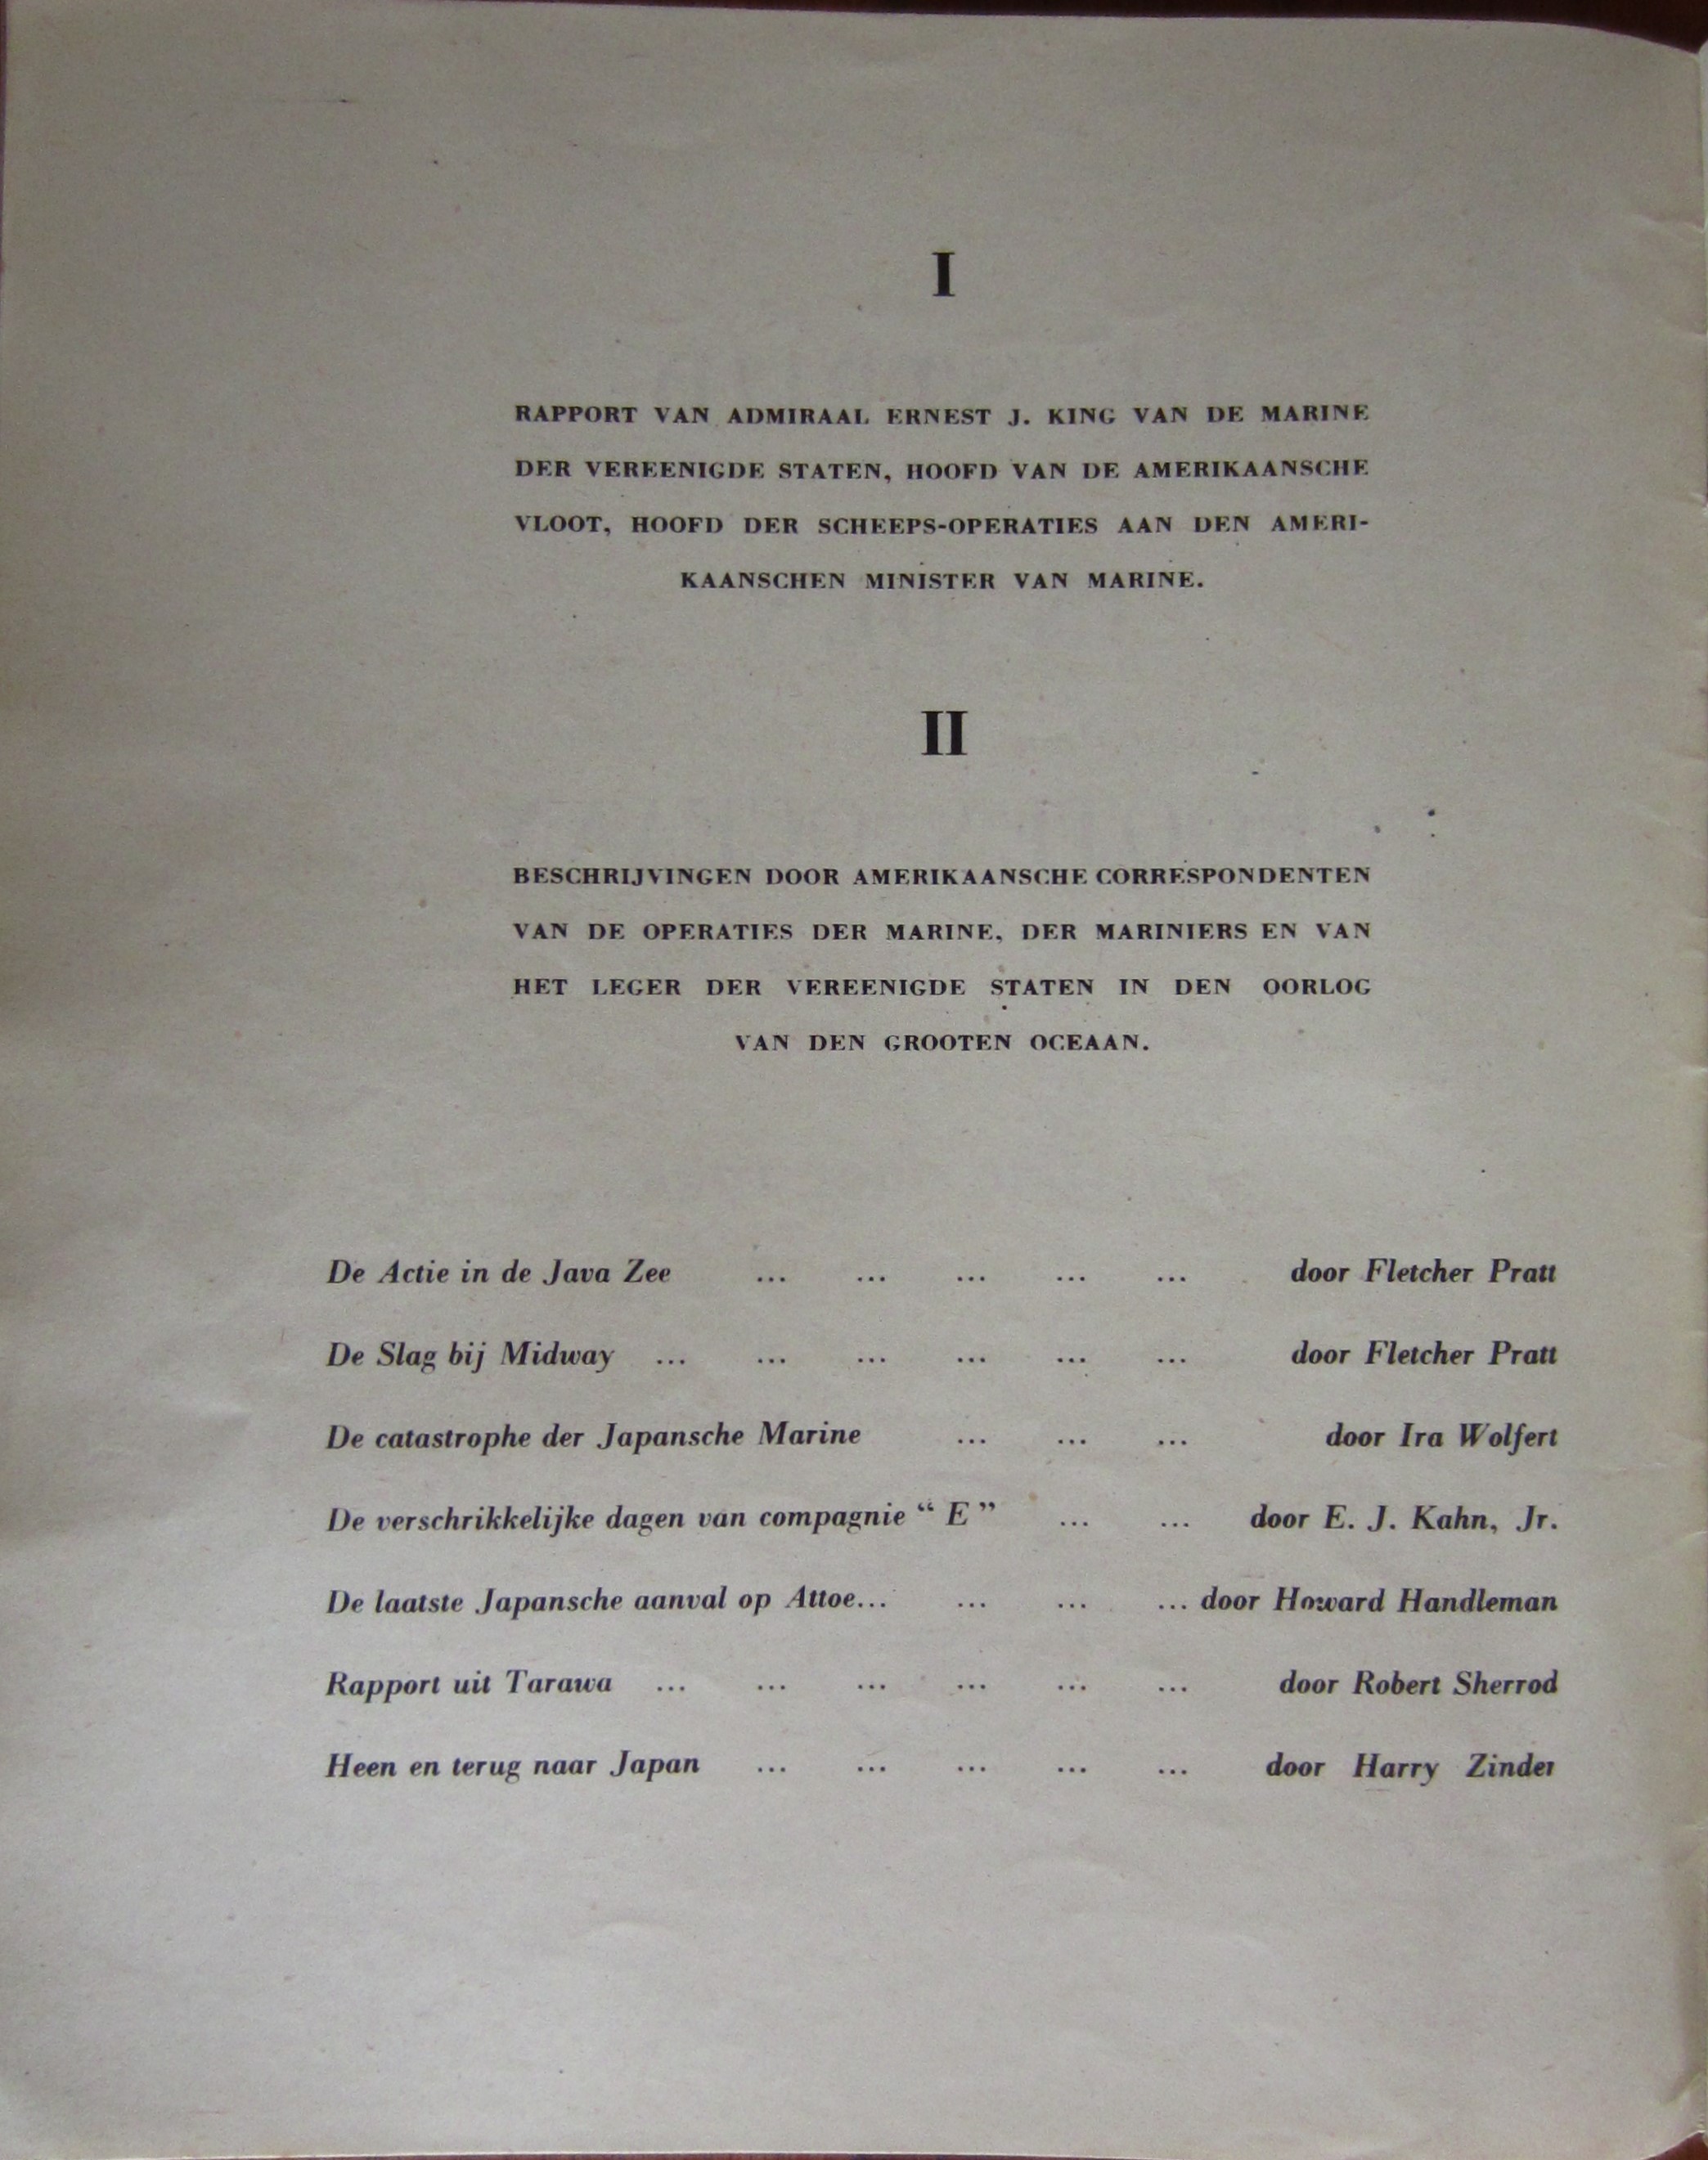 I
RAPPORT VAN ADMIRAAL ERNEST J. KING VAN DE MARINE
DER VEREENIGDE STATEN, HOOFD VAN DE AMERIKAANSCHE
VLOOT, HOOFD DER SCHEEPS-OPERATIES AAN DEN AMERI-
KAANSCHEN MINISTER VAN MARINE.
II
BESCHRIJVINGEN DOOR AMERIKAANSCHE CORRESPONDENTEN
VAN DE OPERATIES DER MARINE, DER MARINIERS EN VAN
HET LEGER DER VEREENIGDE STATEN IN DEN OORLOG
VAN DEN GROOTEN OCEAAN.
De Actie in de Java Zee ... ... ... ... ... door Fletcher Pratt
De Slag bij Midway ... ... ... ... ... ... door Fletcher Pratt
De catastrophe der Japansche Marine ... ... ... door Ira Wolfert
De verschrikkelijke dagen van compagnie “ E ” ... ... door E. J. Kahn, Jr.
De laatste Japansche aanval op Attoe... ... ... ... door Howard Handleman
Rapport uit Tarawa ... ... ... ... ... ... door Robert Sherrod
Heen en terug naar Japan ... ... ... ... ... door Harry Zinder